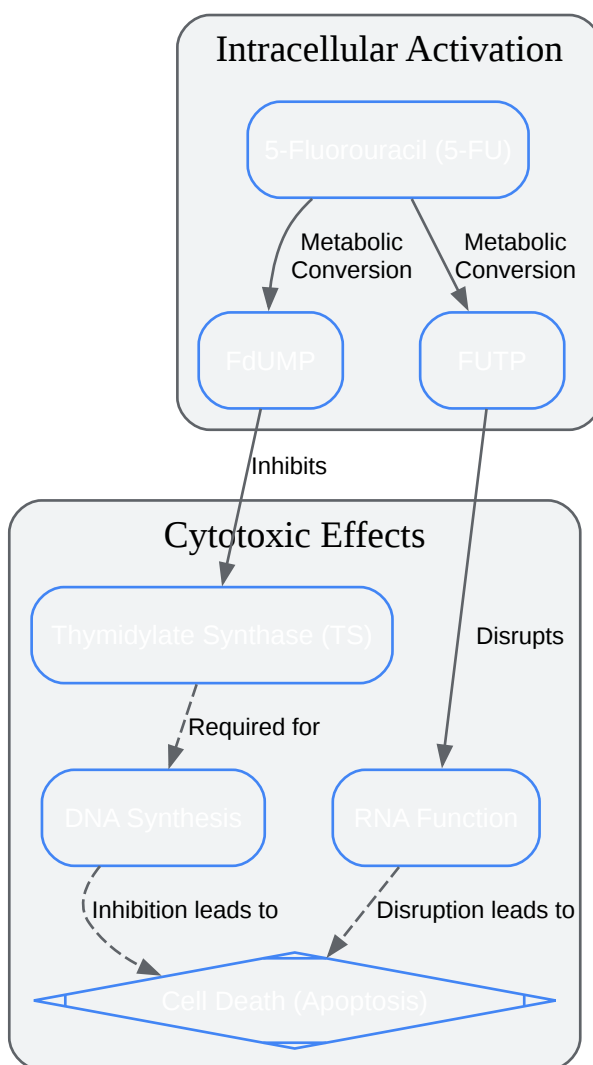 Intracellular Activation
5-Fluorouracil (5-FU)
Metabolic
Conversion
Metabolic
Conversion
FdUMP
FUTP
Inhibits
Cytotoxic Effects
Thymidylate Synthase (TS)
Disrupts
Required for
DNA Synthesis
RNA Function
Inhibition leads to
Disruption leads to
Cell Death (Apoptosis)